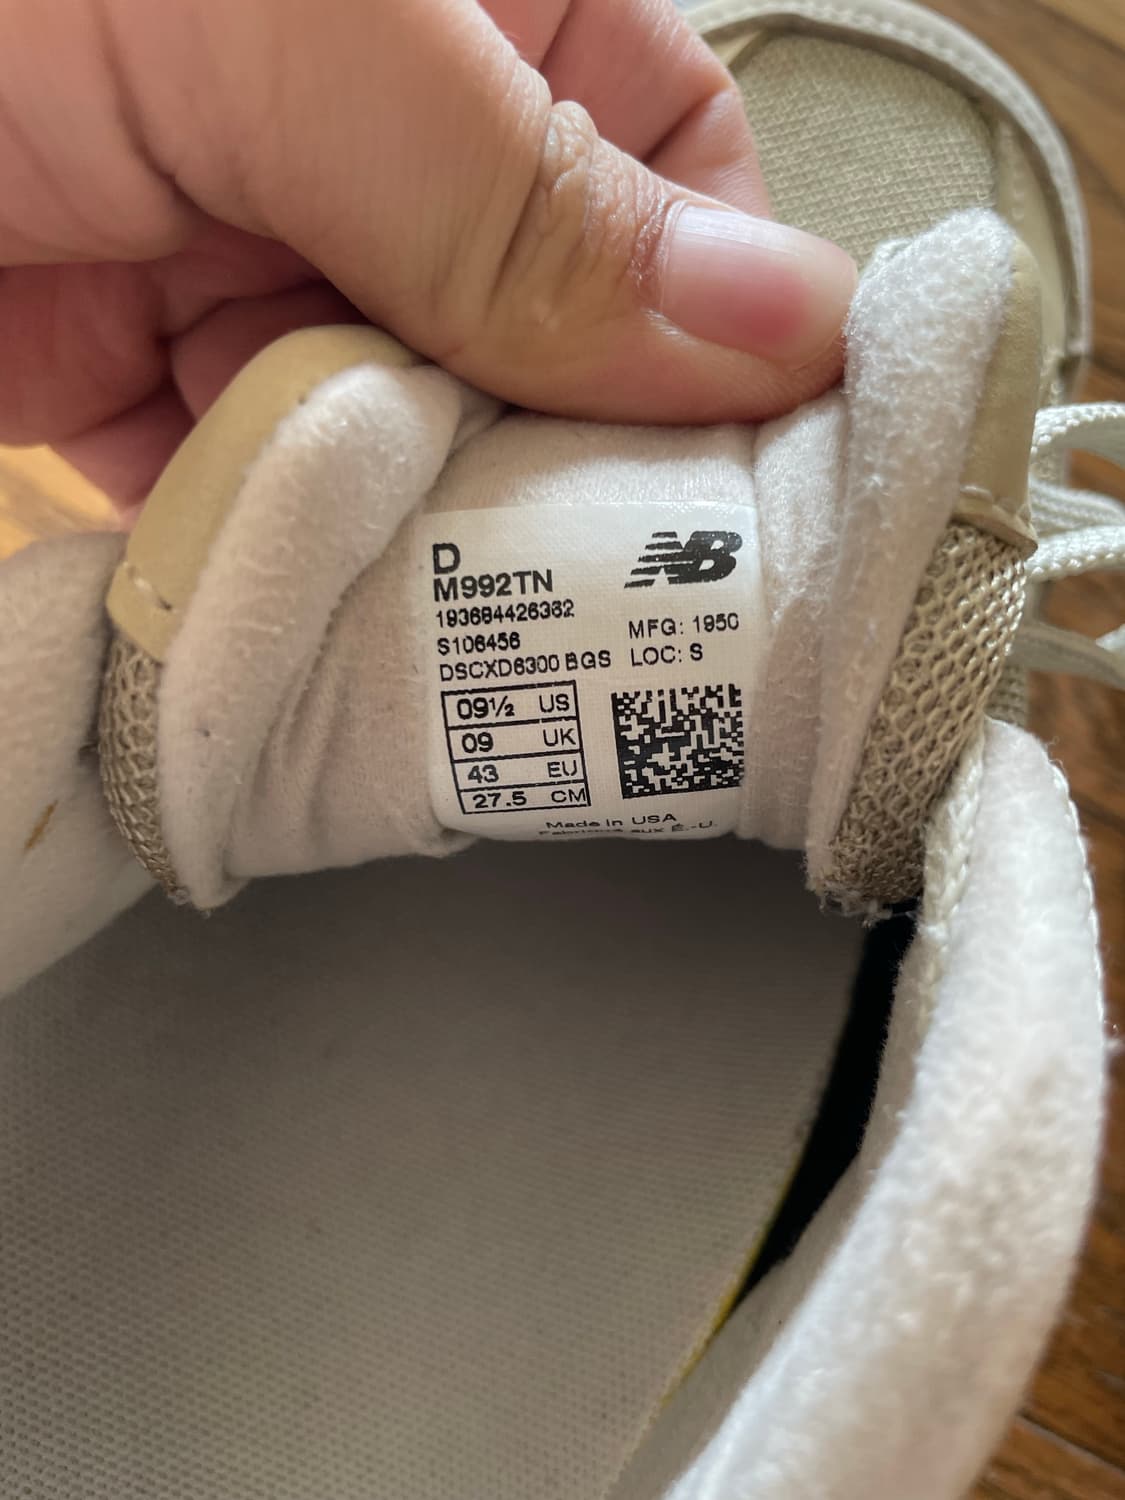 D
M992TN
NB
193684426362
S106456
MFG: 1950
DSCXD6300 BGS
LOC: S
09½ US
09 UK
43 EU
27.5 CM
Made in USA
Fabriqué aux É.-U.